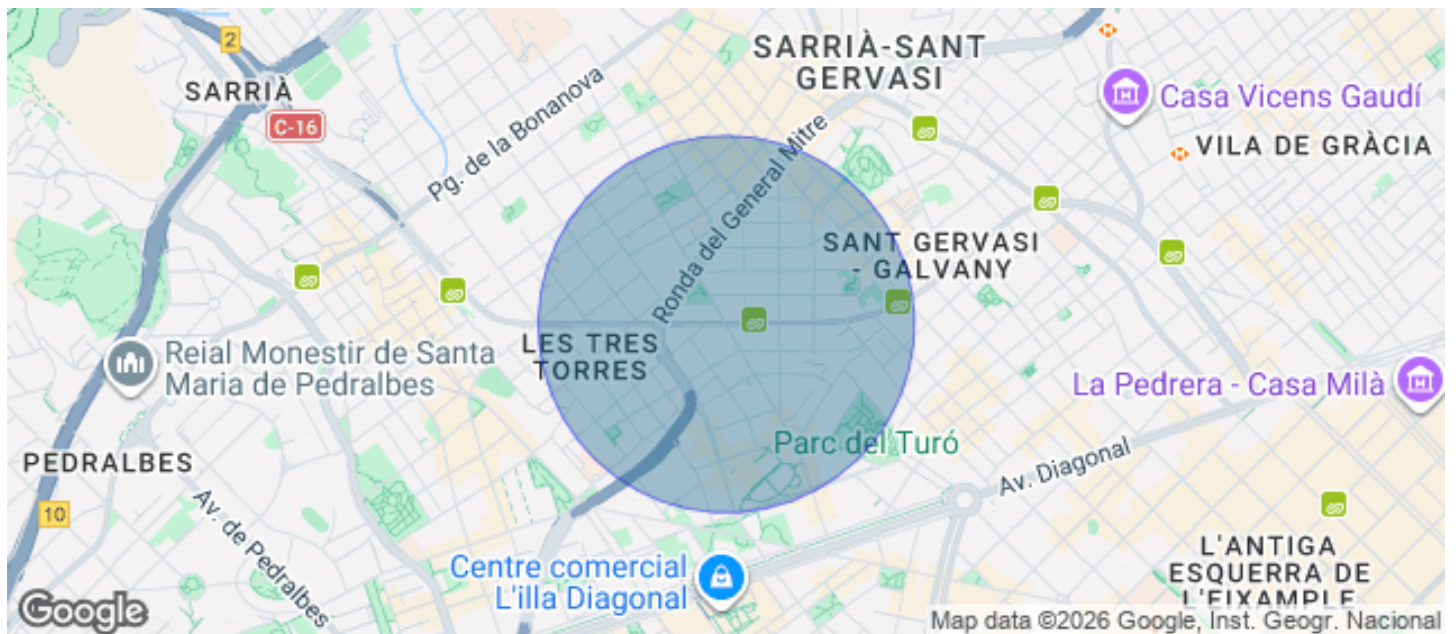 2
SARRIÀ
C-16
Pg. de la Bonanova
SARRIÀ-SANT
GERVASI
Casa Vicens Gaudí
VILA DE GRÀCIA
Ronda del General Mitre
SANT GERVASI
- GALVANY
LES TRES
TORRES
Reial Monestir de Santa
Maria de Pedralbes
La Pedrera - Casa Milà
Parc del Turó
PEDRALBES
Av. Diagonal
10
Av. de Pedralbes
Centre comercial
L'illa Diagonal
L'ANTIGA
ESQUERRA DE
L'EIXAMPLE
Google
Map data ©2026 Google, Inst. Geogr. Nacional